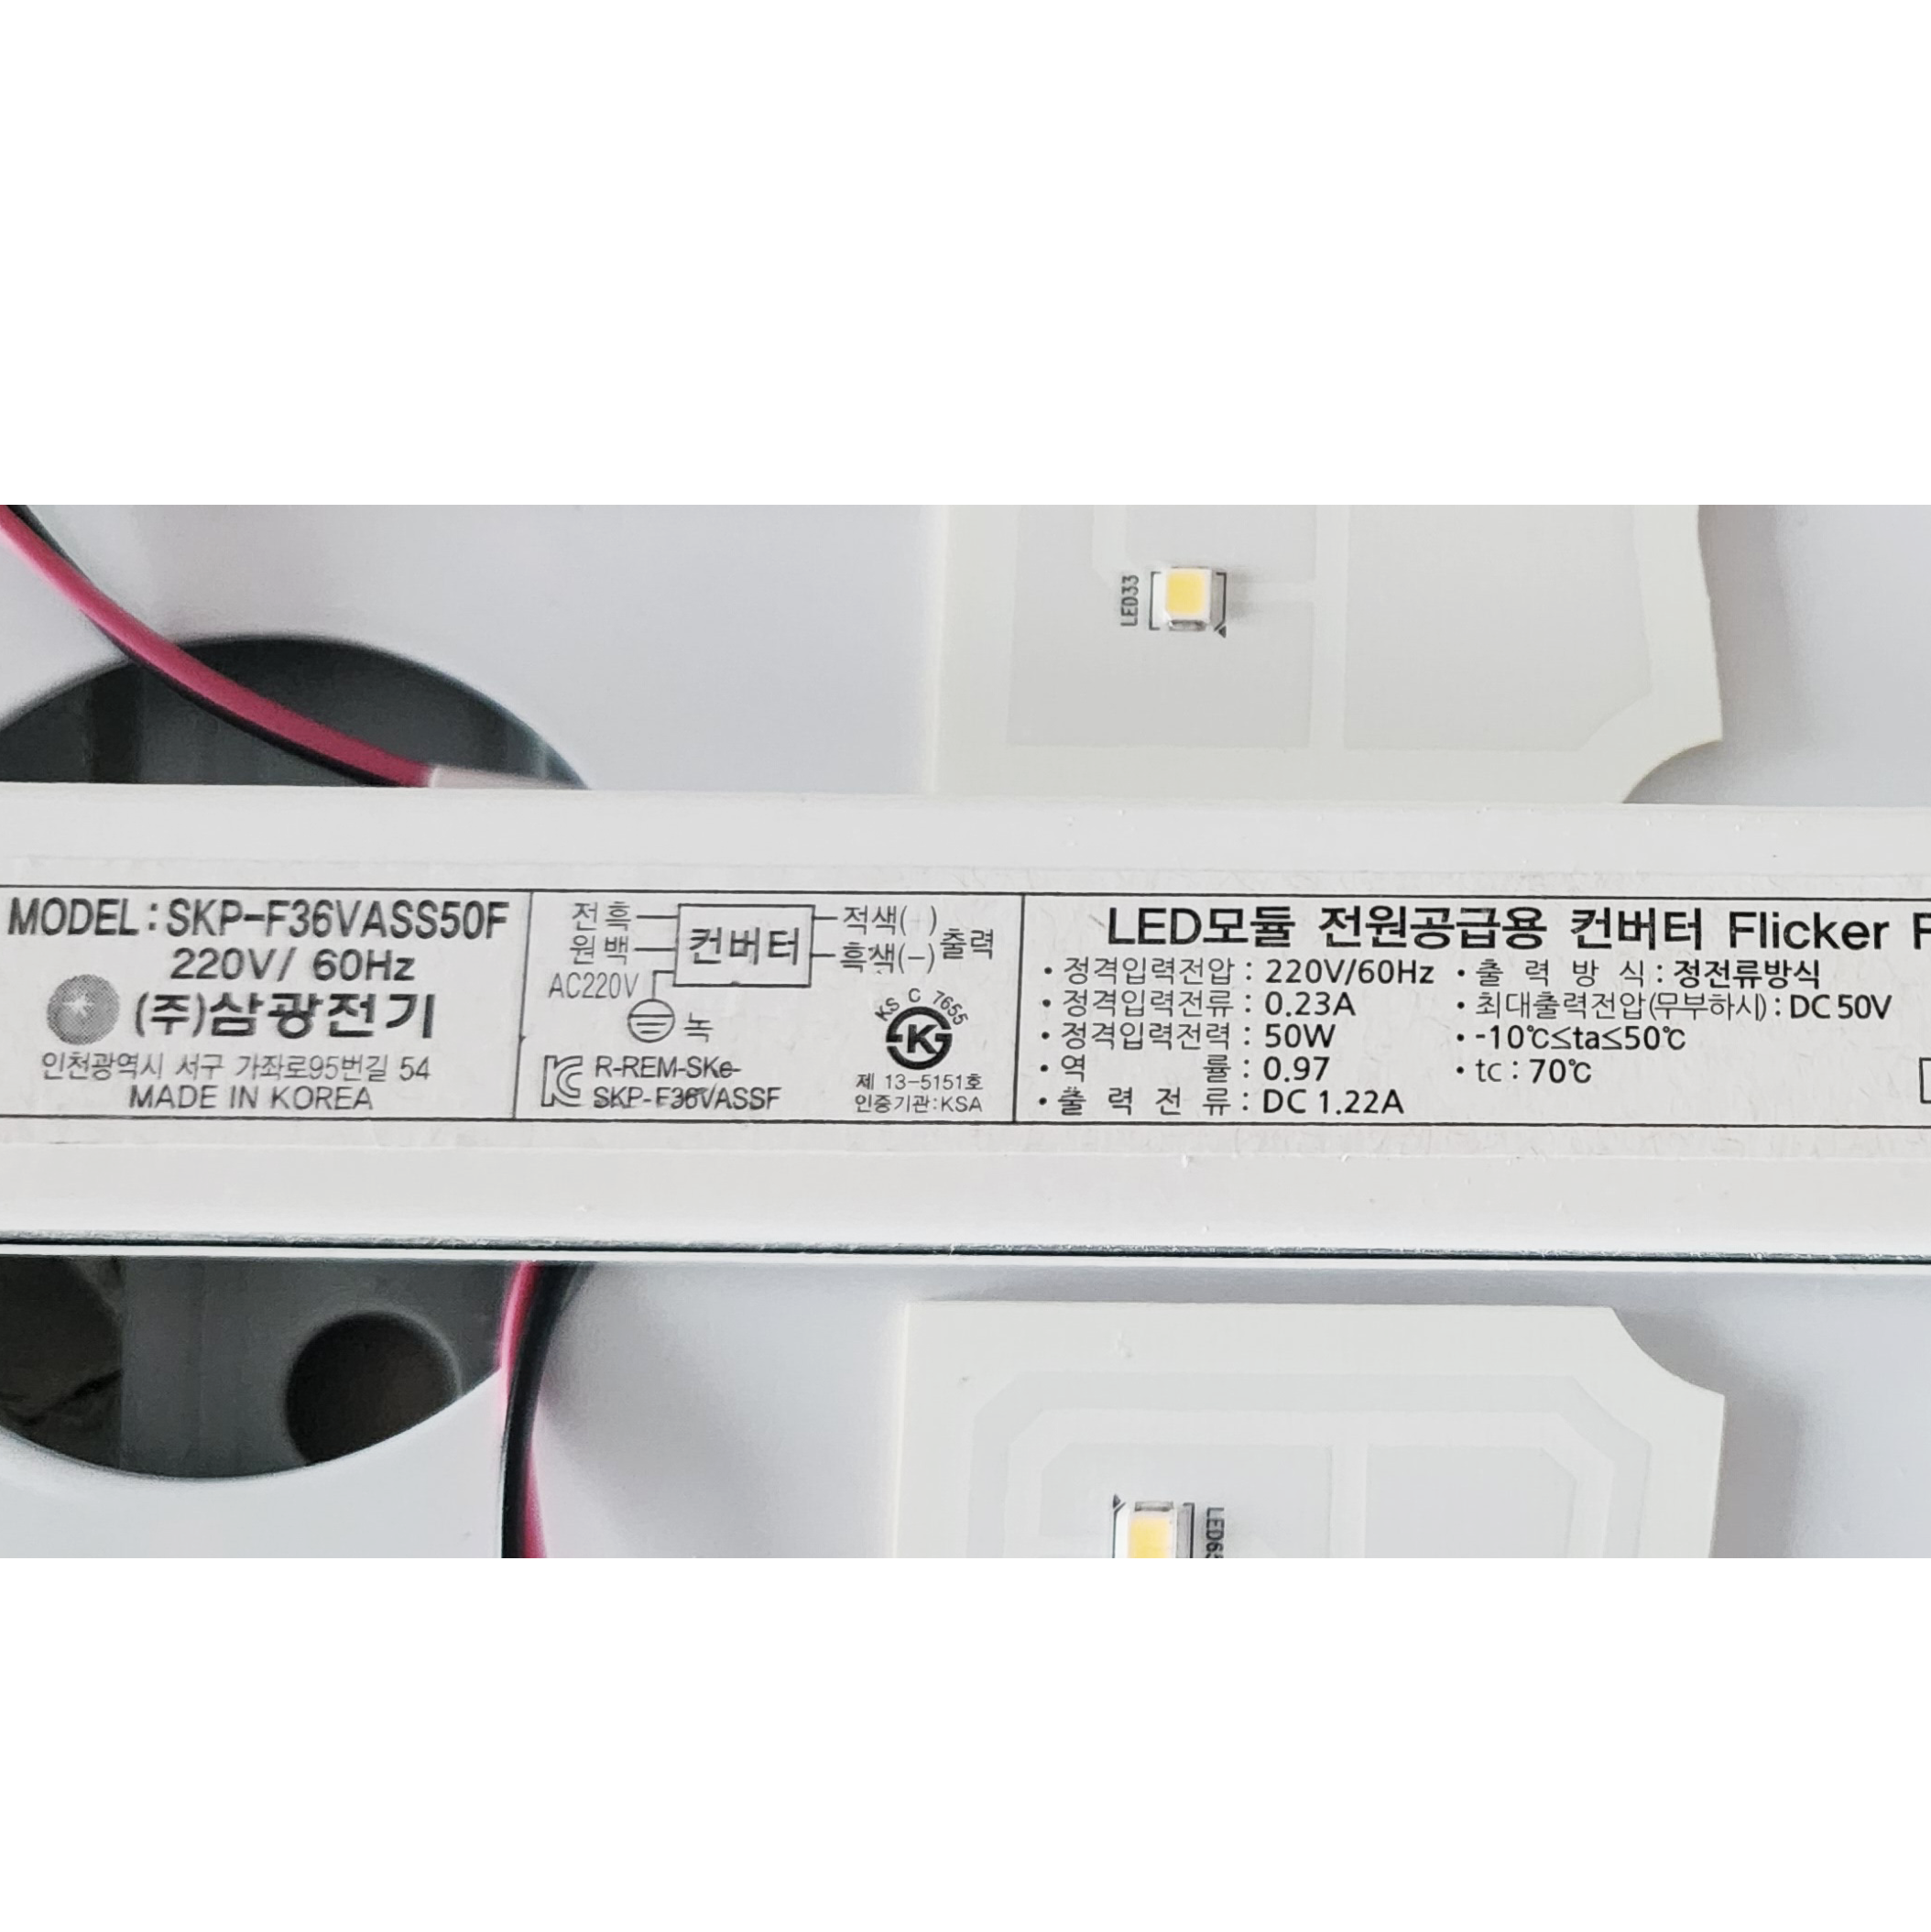 LED33
MODEL : SKP-F36VASS50F
220V/ 60Hz
(주)삼광전기
인천광역시 서구 가좌로95번길 54
MADE IN KOREA
전 흑
원 백
AC220V
컨버터
적색( )
흑색(-)
출력
녹
R-REM-SKe-
SKP-F36VASSF
KS C 7655
제 13-5151호
인증기관:KSA
LED모듈 전원공급용 컨버터 Flicker
• 정격입력전압 : 220V/60Hz
• 정격입력전류 : 0.23A
• 정격입력전력 : 50W
• 역 률 : 0.97
• 출 력 전 류 : DC 1.22A
• 출 력 방 식 : 정전류방식
• 최대출력전압(무부하시) : DC 50V
• -10℃≤ta≤50℃
• tc : 70℃